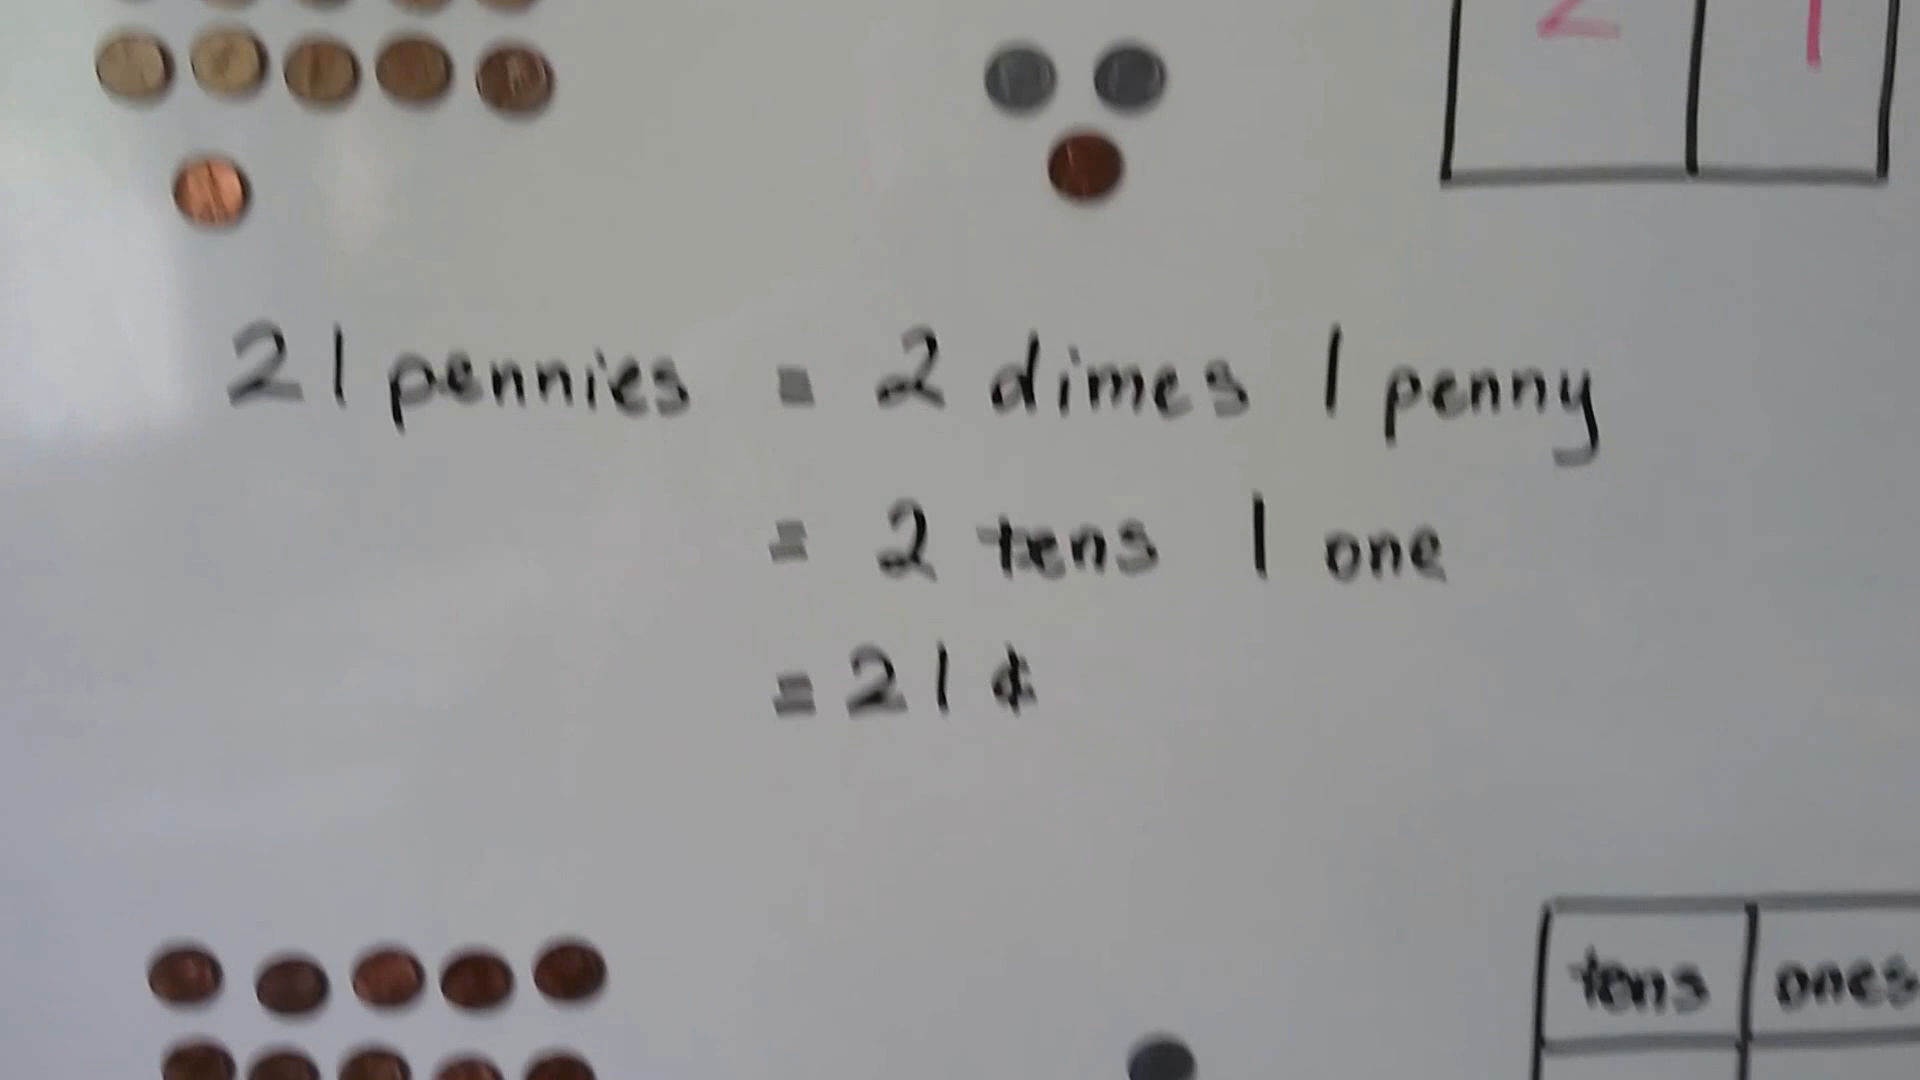 2 1
21 pennies = 2 dimes 1 penny
= 2 tens 1 one
= 21 ¢
tens ones